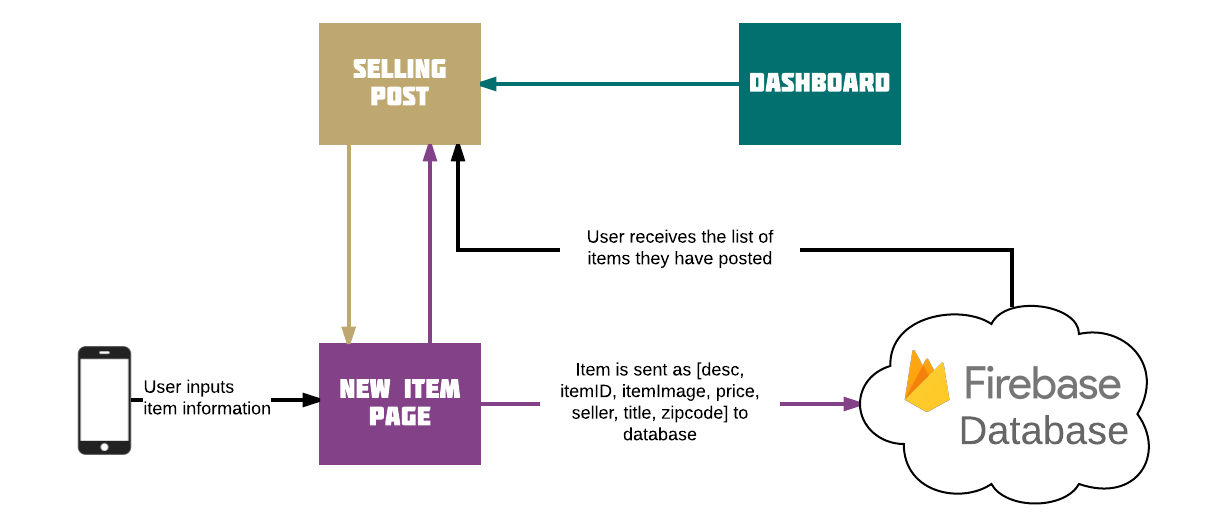 SELLING
POST
DASHBOARD
User receives the list of
items they have posted
User inputs
item information
NEW ITEM
PAGE
Item is sent as [desc,
itemID, itemImage, price,
seller, title, zipcode] to
database
Firebase
Database